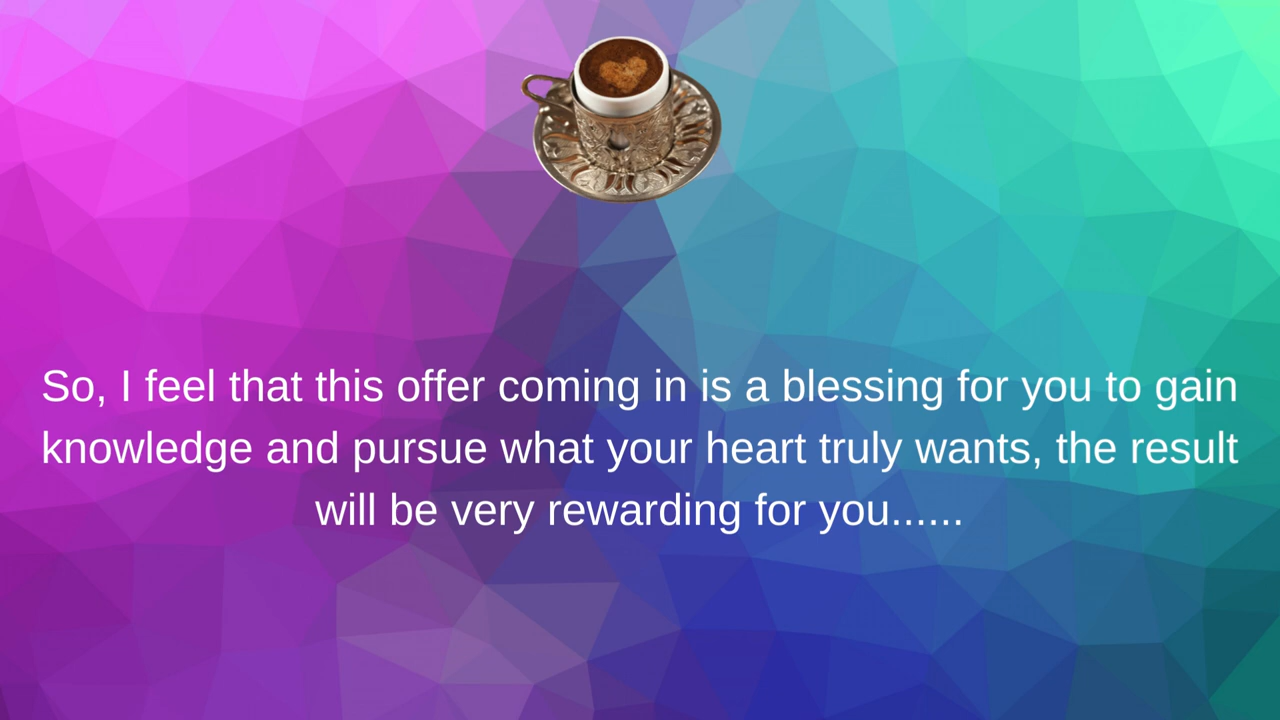 So, I feel that this offer coming in is a blessing for you to gain
knowledge and pursue what your heart truly wants, the result
will be very rewarding for you......